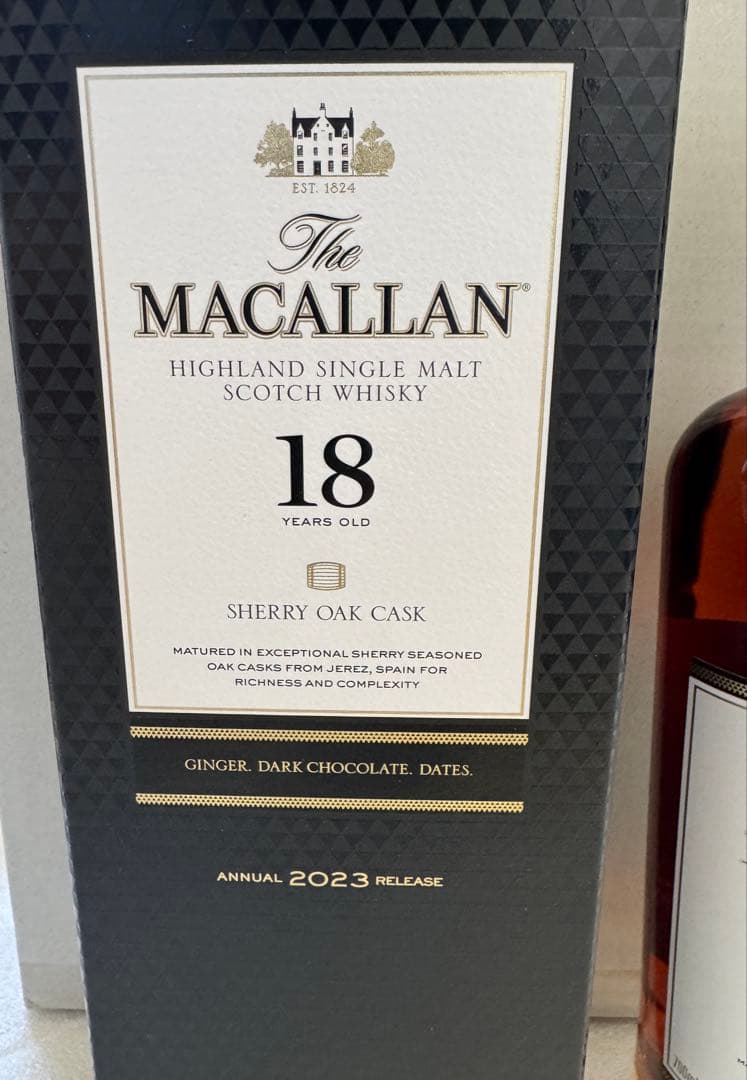 EST. 1824
The
MACALLAN®
HIGHLAND SINGLE MALT
SCOTCH WHISKY
18
YEARS OLD
SHERRY OAK CASK
MATURED IN EXCEPTIONAL SHERRY SEASONED
OAK CASKS FROM JEREZ, SPAIN FOR
RICHNESS AND COMPLEXITY
GINGER. DARK CHOCOLATE. DATES.
ANNUAL 2023 RELEASE